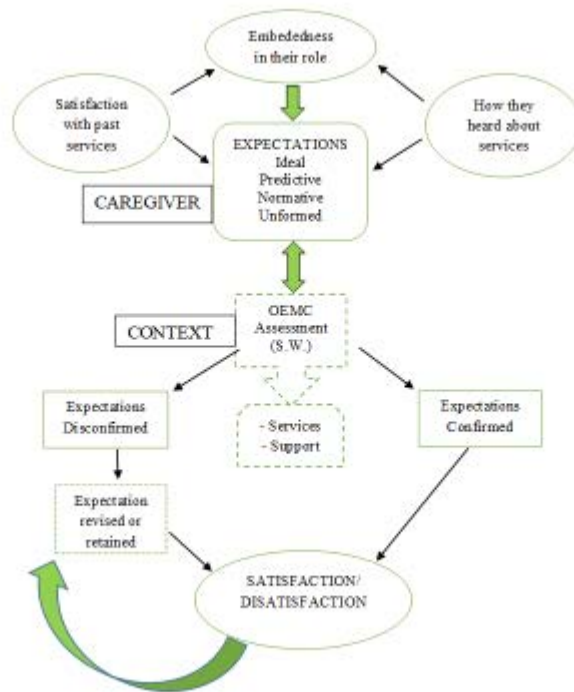 Embededness
in their role
Satisfaction
with past
services
How they
heard about
services
EXPECTATIONS
Ideal
Predictive
Normative
Unformed
CAREGIVER
OEMC
Assessment
(S.W.)
CONTEXT
Expectations
Disconfirmed
- Services
- Support
Expectations
Confirmed
Expectation
revised or
retained
SATISFACTION/
DISATISFACTION